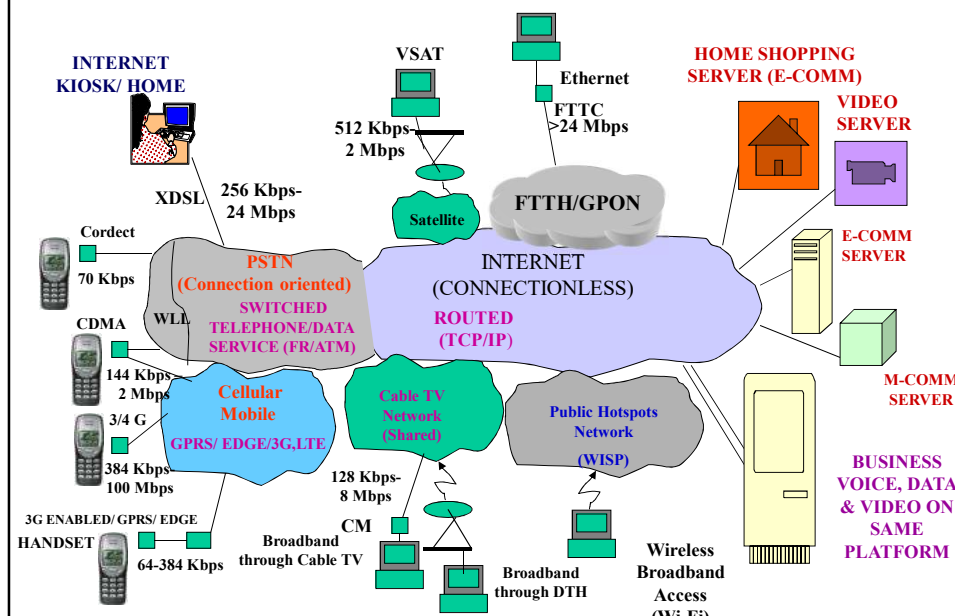 INTERNET
KIOSK/ HOME
VSAT
Ethernet
FTTC
>24 Mbps
HOME SHOPPING
SERVER (E-COMM)
VIDEO
SERVER
512 Kbps-
2 Mbps
XDSL
256 Kbps-
24 Mbps
Satellite
FTTH/GPON
Cordect
70 Kbps
PSTN
(Connection oriented)
SWITCHED
TELEPHONE/DATA
SERVICE (FR/ATM)
WLL
INTERNET
(CONNECTIONLESS)
ROUTED
(TCP/IP)
E-COMM
SERVER
CDMA
144 Kbps-
2 Mbps
3/4 G
384 Kbps-
100 Mbps
Cellular
Mobile
GPRS/ EDGE/3G,LTE
Cable TV
Network
(Shared)
Public Hotspots
Network
(WISP)
M-COMM
SERVER
128 Kbps-
8 Mbps
CM
Broadband
through Cable TV
3G ENABLED/ GPRS/ EDGE
HANDSET
64-384 Kbps
Broadband
through DTH
Wireless
Broadband
Access
(Wi-Fi)
BUSINESS
VOICE, DATA
& VIDEO ON
SAME
PLATFORM